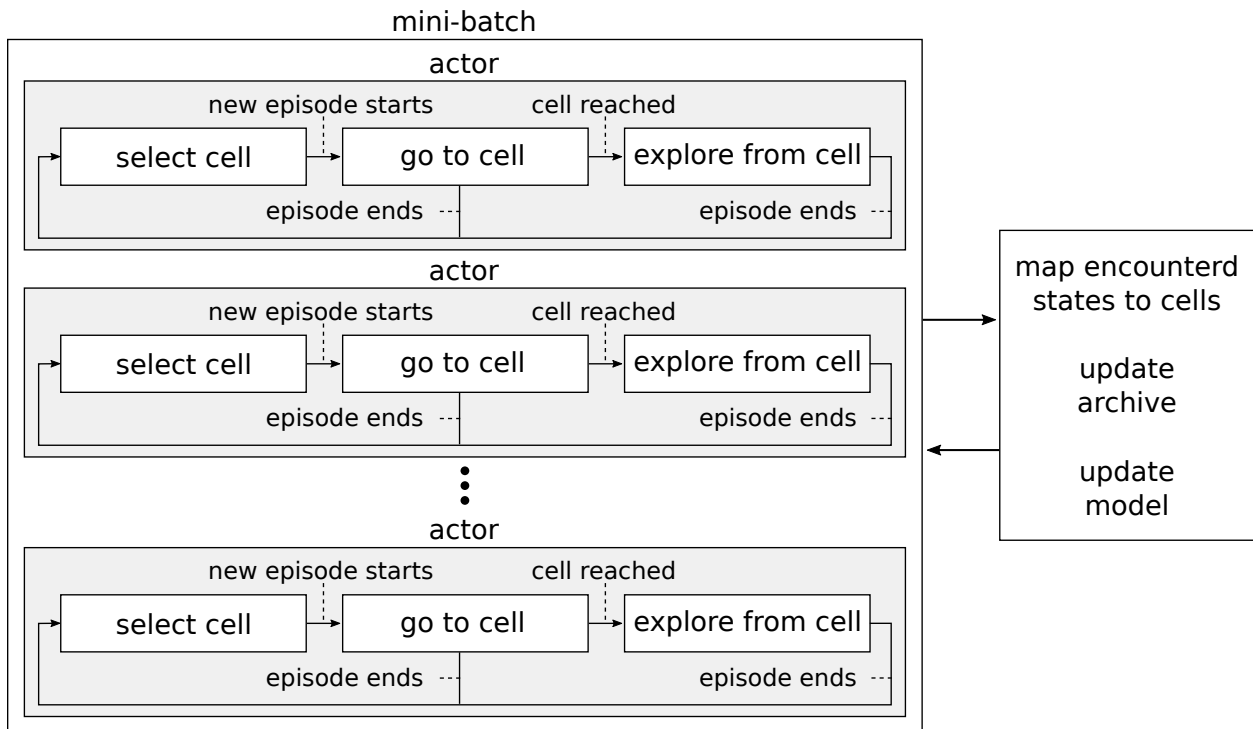 mini-batch
actor
new episode starts
cell reached
select cell
go to cell
explore from cell
episode ends
episode ends
actor
new episode starts
cell reached
select cell
go to cell
explore from cell
episode ends
episode ends
actor
new episode starts
cell reached
select cell
go to cell
explore from cell
episode ends
episode ends
map encounterd
states to cells
update
archive
update
model